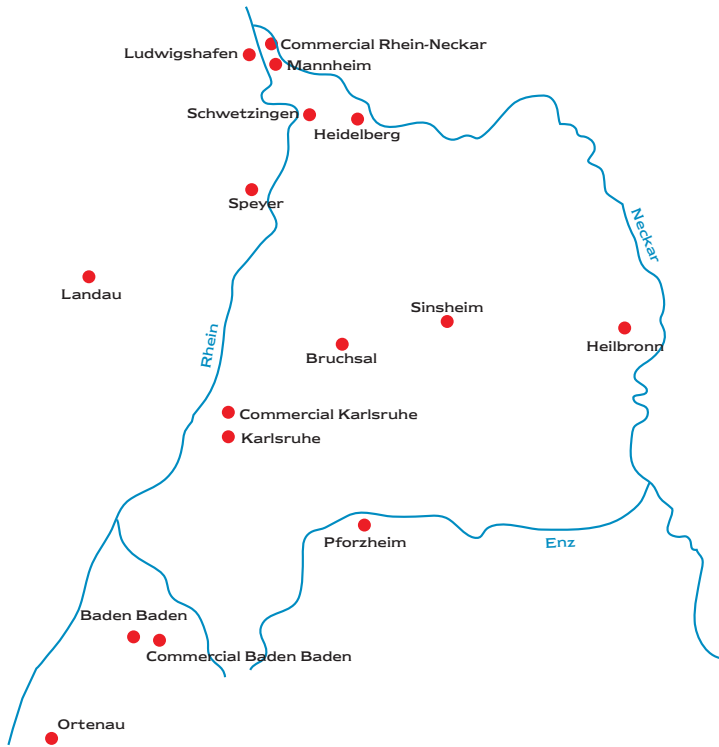 Commercial Rhein-Neckar
Ludwigshafen
Mannheim
Schwetzingen
Heidelberg
Speyer
Neckar
Landau
Sinsheim
Rhein
Heilbronn
Bruchsal
Commercial Karlsruhe
Karlsruhe
Pforzheim
Enz
Baden Baden
Commercial Baden Baden
Ortenau